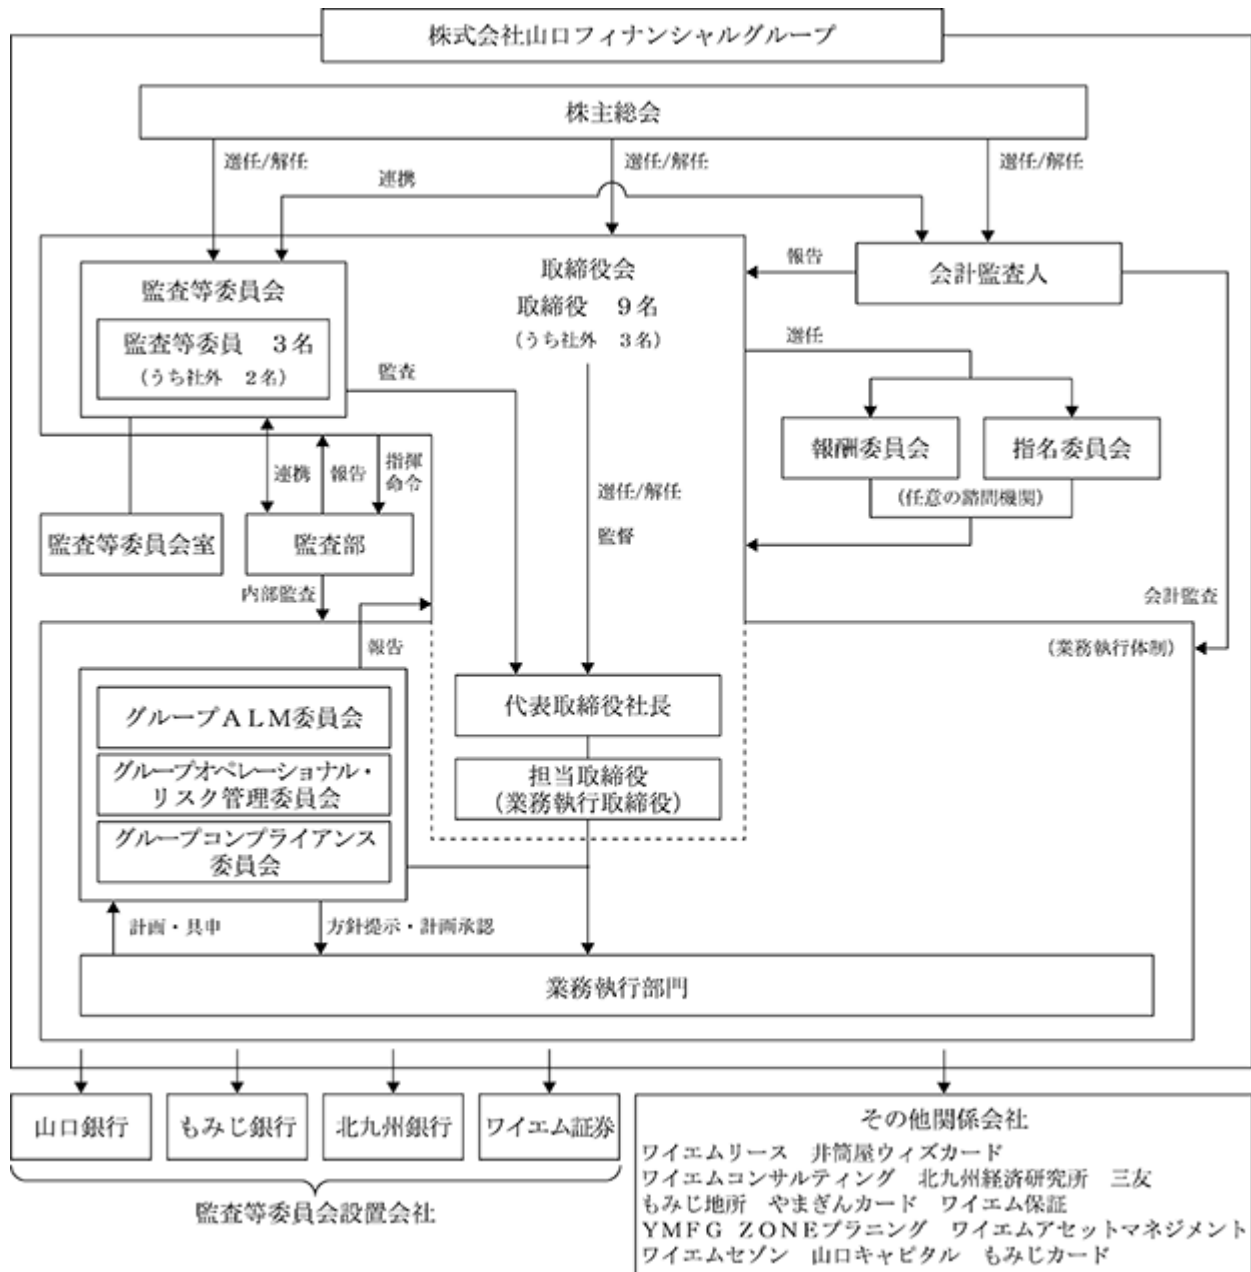 株式会社山口フィナンシャルグループ
株主総会
選任/解任
選任/解任
選任/解任
連携
監査等委員会
監査等委員 3名
(うち社外 2名)
取締役会
取締役 9名
(うち社外 3名)
報告
会計監査人
選任
監査
報酬委員会
指名委員会
(任意の諮問機関)
連携
報告
指揮
命令
選任/解任
監督
監査等委員会室
監査部
内部監査
会計監査
報告
(業務執行体制)
グループALM委員会
グループオペレーショナル・
リスク管理委員会
グループコンプライアンス
委員会
代表取締役社長
担当取締役
(業務執行取締役)
計画・具申
方針提示・計画承認
業務執行部門
山口銀行
もみじ銀行
北九州銀行
ワイエム証券
監査等委員会設置会社
その他関係会社
ワイエムリース 井筒屋ウィズカード
ワイエムコンサルティング 北九州経済研究所 三友
もみじ地所 やまぎんカード ワイエム保証
YMFG ZONEプラニング ワイエムアセットマネジメント
ワイエムセゾン 山口キャピタル もみじカード